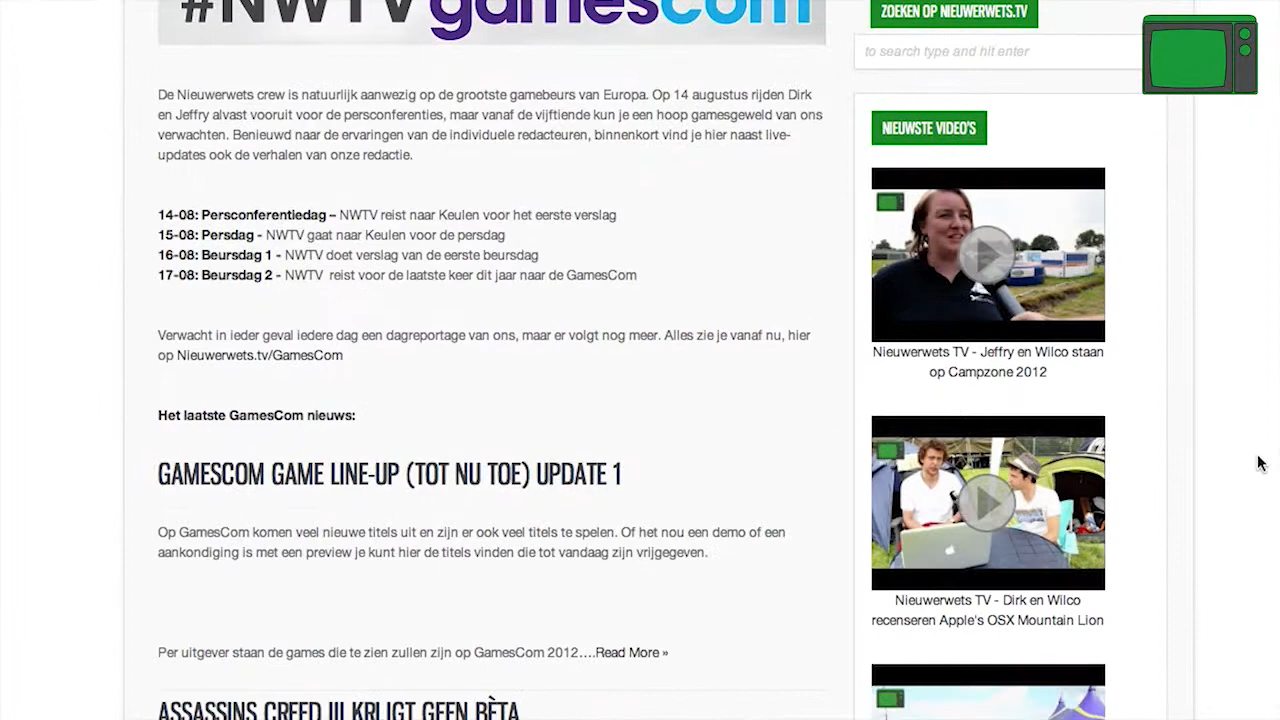 #NWTVgamescom
De Nieuwerwets crew is natuurlijk aanwezig op de grootste gamebeurs van Europa. Op 14 augustus rijden Dirk
en Jeffry alvast vooruit voor de persconferenties, maar vanaf de vijftiende kun je een hoop gamesgeweld van ons
verwachten. Benieuwd naar de ervaringen van de individuele redacteuren, binnenkort vind je hier naast live-
updates ook de verhalen van onze redactie.
14-08: Persconferentiedag – NWTV reist naar Keulen voor het eerste verslag
15-08: Persdag - NWTV gaat naar Keulen voor de persdag
16-08: Beursdag 1 - NWTV doet verslag van de eerste beursdag
17-08: Beursdag 2 - NWTV reist voor de laatste keer dit jaar naar de GamesCom
Verwacht in ieder geval iedere dag een dagreportage van ons, maar er volgt nog meer. Alles zie je vanaf nu, hier
op Nieuwerwets.tv/GamesCom
Het laatste GamesCom nieuws:
GAMESCOM GAME LINE-UP (TOT NU TOE) UPDATE 1
Op GamesCom komen veel nieuwe titels uit en zijn er ook veel titels te spelen. Of het nou een demo of een
aankondiging is met een preview je kunt hier de titels vinden die tot vandaag zijn vrijgegeven.
Per uitgever staan de games die te zien zullen zijn op GamesCom 2012….Read More »
ASSASSINS CREED III KRIJGT GEEN BÈTA
ZOEKEN OP NIEUWERWETS.TV
to search type and hit enter
NIEUWSTE VIDEO'S
Nieuwerwets TV - Jeffry en Wilco staan
op Campzone 2012
Nieuwerwets TV - Dirk en Wilco
recenseren Apple's OSX Mountain Lion